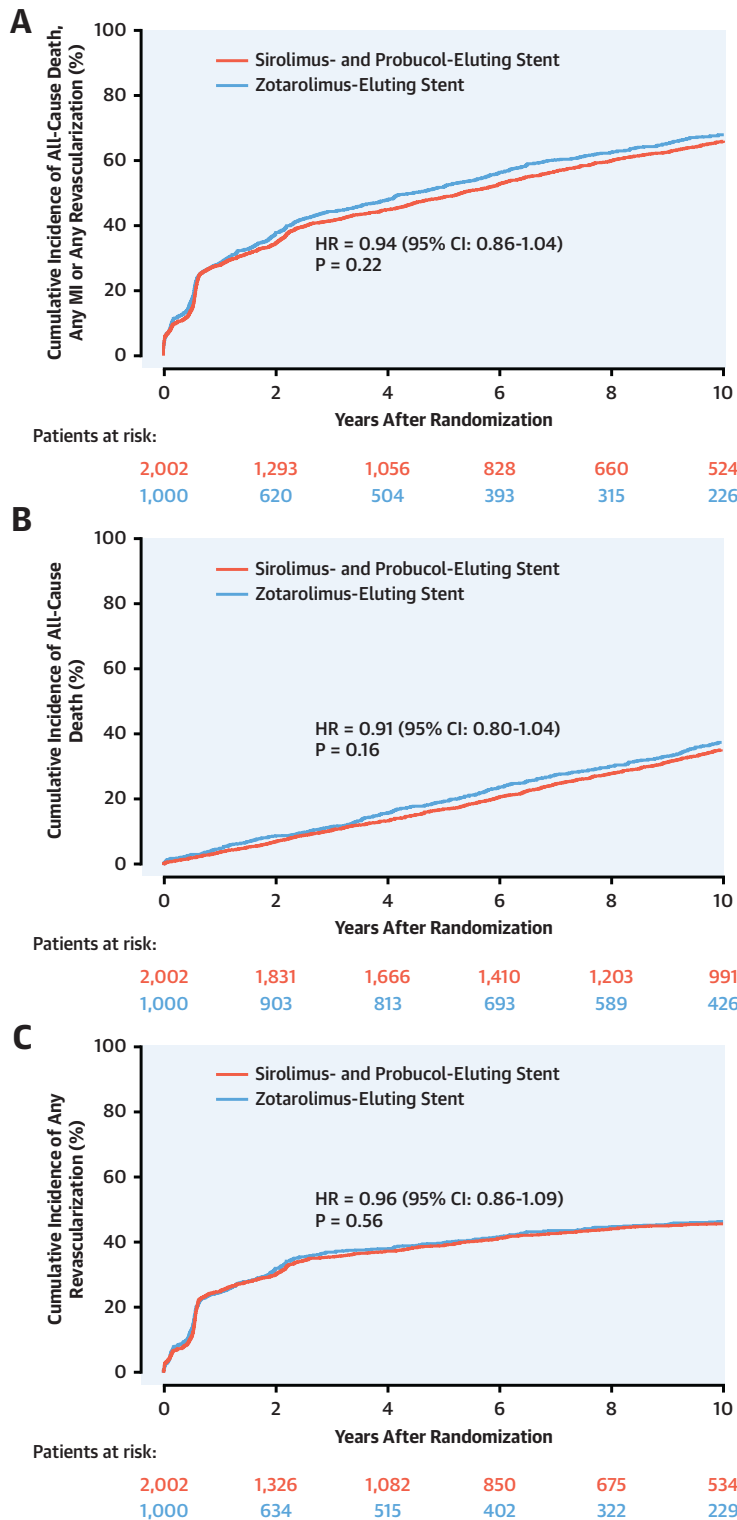 A
Cumulative Incidence of All-Cause Death,
Any MI or Any Revascularization (%)
100
80
60
40
20
0
Sirolimus- and Probucol-Eluting Stent
Zotarolimus-Eluting Stent
HR = 0.94 (95% CI: 0.86-1.04)
P = 0.22
0 2 4 6 8 10
Years After Randomization
Patients at risk:
2,002 1,293 1,056 828 660 524
1,000 620 504 393 315 226
B
Cumulative Incidence of All-Cause
Death (%)
100
80
60
40
20
0
Sirolimus- and Probucol-Eluting Stent
Zotarolimus-Eluting Stent
HR = 0.91 (95% CI: 0.80-1.04)
P = 0.16
0 2 4 6 8 10
Years After Randomization
Patients at risk:
2,002 1,831 1,666 1,410 1,203 991
1,000 903 813 693 589 426
C
Cumulative Incidence of Any
Revascularization (%)
100
80
60
40
20
0
Sirolimus- and Probucol-Eluting Stent
Zotarolimus-Eluting Stent
HR = 0.96 (95% CI: 0.86-1.09)
P = 0.56
0 2 4 6 8 10
Years After Randomization
Patients at risk:
2,002 1,326 1,082 850 675 534
1,000 634 515 402 322 229